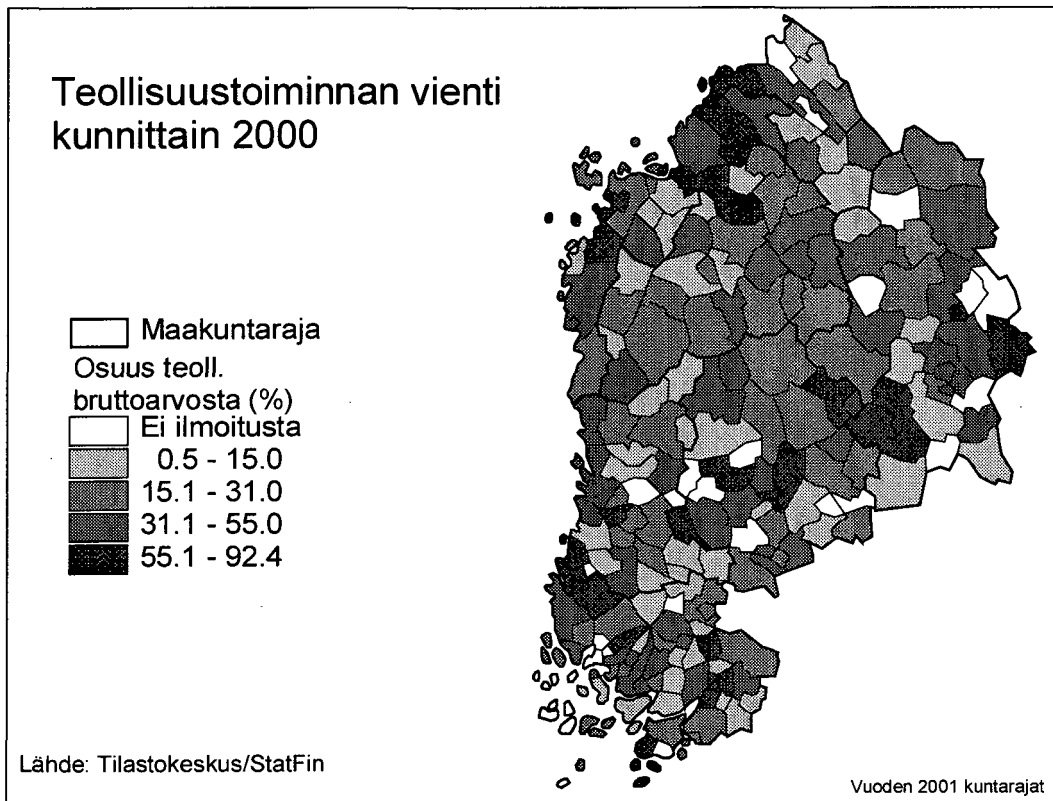 Teollisuustoiminnan vienti
kunnittain 2000
Maakuntaraja
Osuus teoll.
bruttoarvosta (%)
Ei ilmoitusta
0.5 - 15.0
15.1 - 31.0
31.1 - 55.0
55.1 - 92.4
Lähde: Tilastokeskus/StatFin
Vuoden 2001 kuntarajat